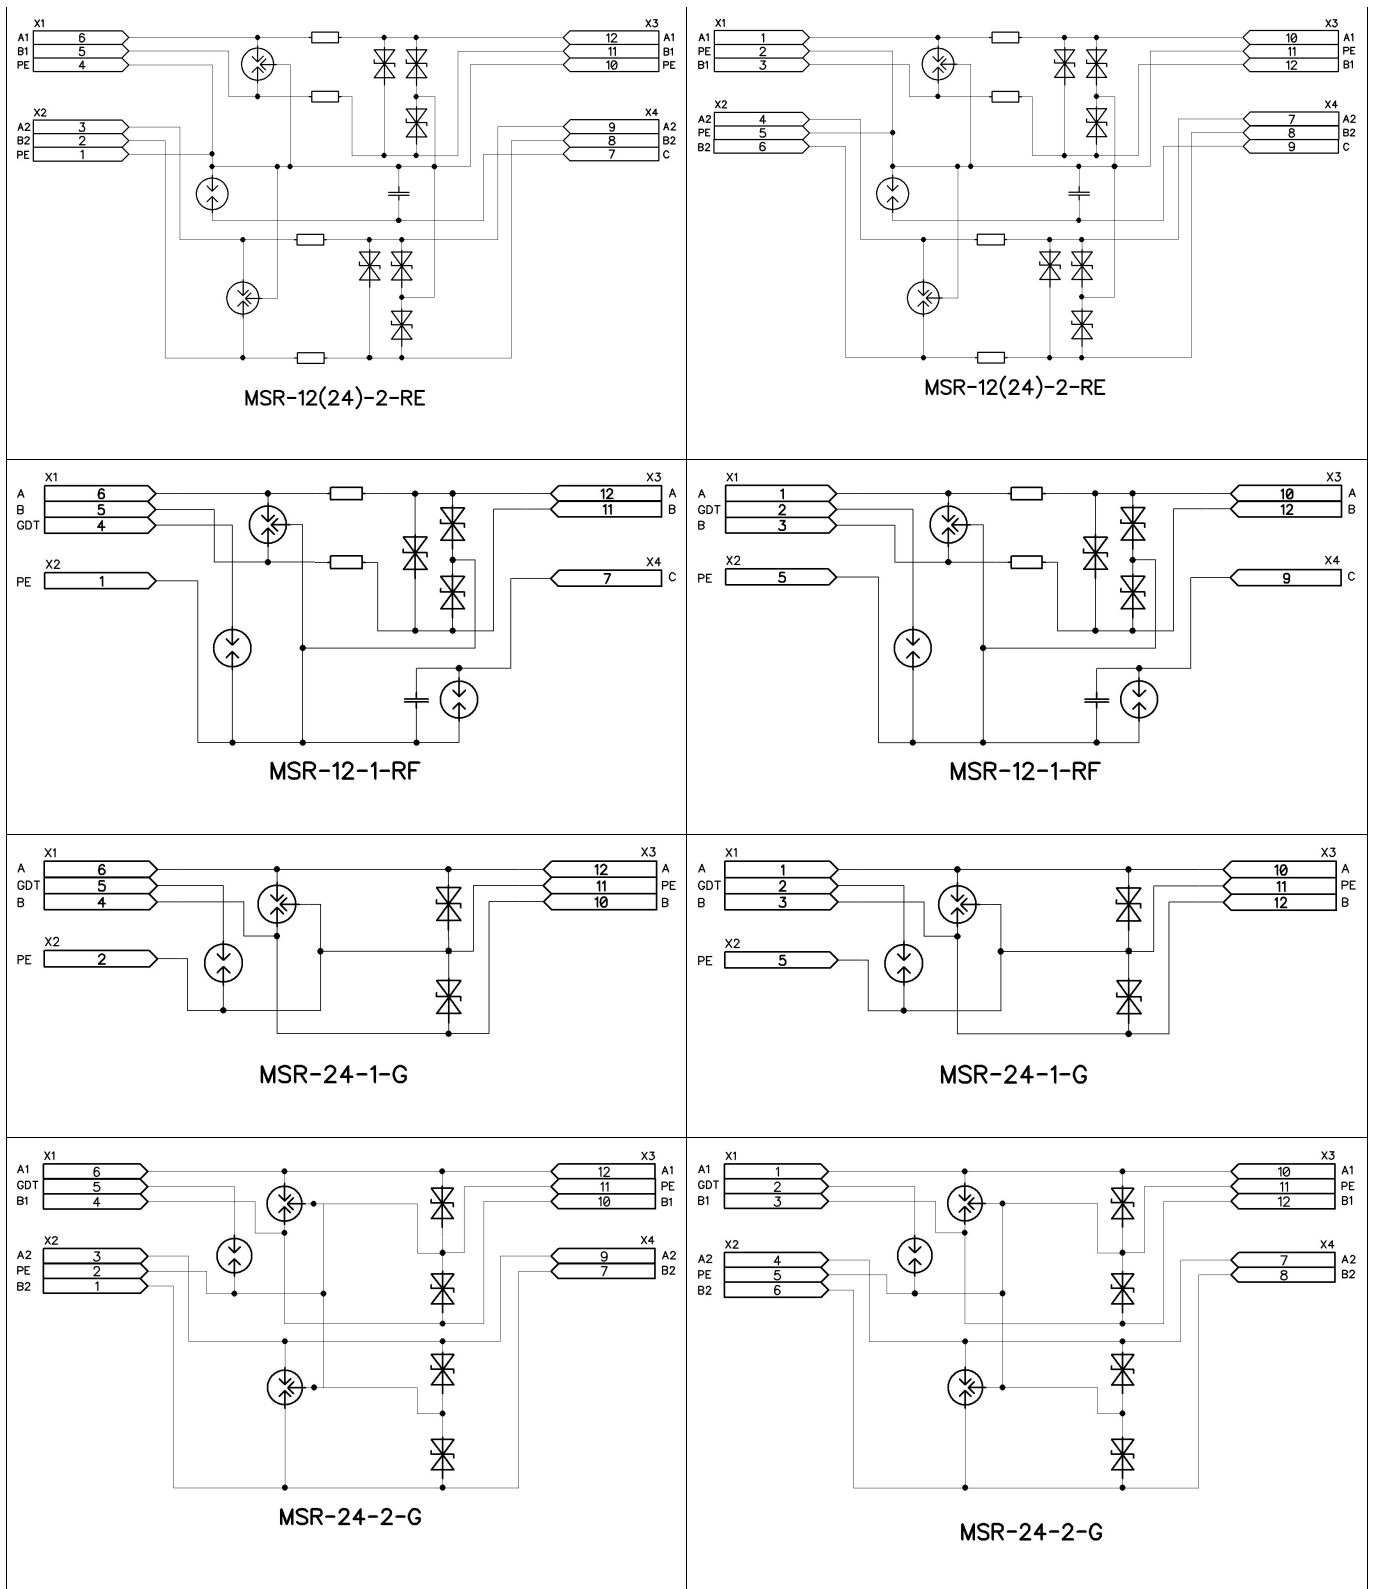 X1 X3
A1 6 12 A1
B1 5 11 B1
PE 4 10 PE
X2 X4
A2 3 9 A2
B2 2 8 B2
PE 1 7 C
MSR-12(24)-2-RE
X1 X3
A1 1 10 A1
PE 2 11 PE
B1 3 12 B1
X2 X4
A2 4 7 A2
PE 5 8 B2
B2 6 9 C
MSR-12(24)-2-RE
X1 X3
A 6 12 A
B 5 11 B
GDT 4
X2 X4
PE 1 7 C
MSR-12-1-RF
X1 X3
A 1 10 A
GDT 2 12 B
B 3
X2 X4
PE 5 9 C
MSR-12-1-RF
X1 X3
A 6 12 A
GDT 5 11 PE
B 4 10 B
X2
PE 2
MSR-24-1-G
X1 X3
A 1 10 A
GDT 2 11 PE
B 3 12 B
X2
PE 5
MSR-24-1-G
X1 X3
A1 6 12 A1
GDT 5 11 PE
B1 4 10 B1
X2 X4
A2 3 9 A2
PE 2 7 B2
B2 1
MSR-24-2-G
X1 X3
A1 1 10 A1
GDT 2 11 PE
B1 3 12 B1
X2 X4
A2 4 7 A2
PE 5 8 B2
B2 6
MSR-24-2-G